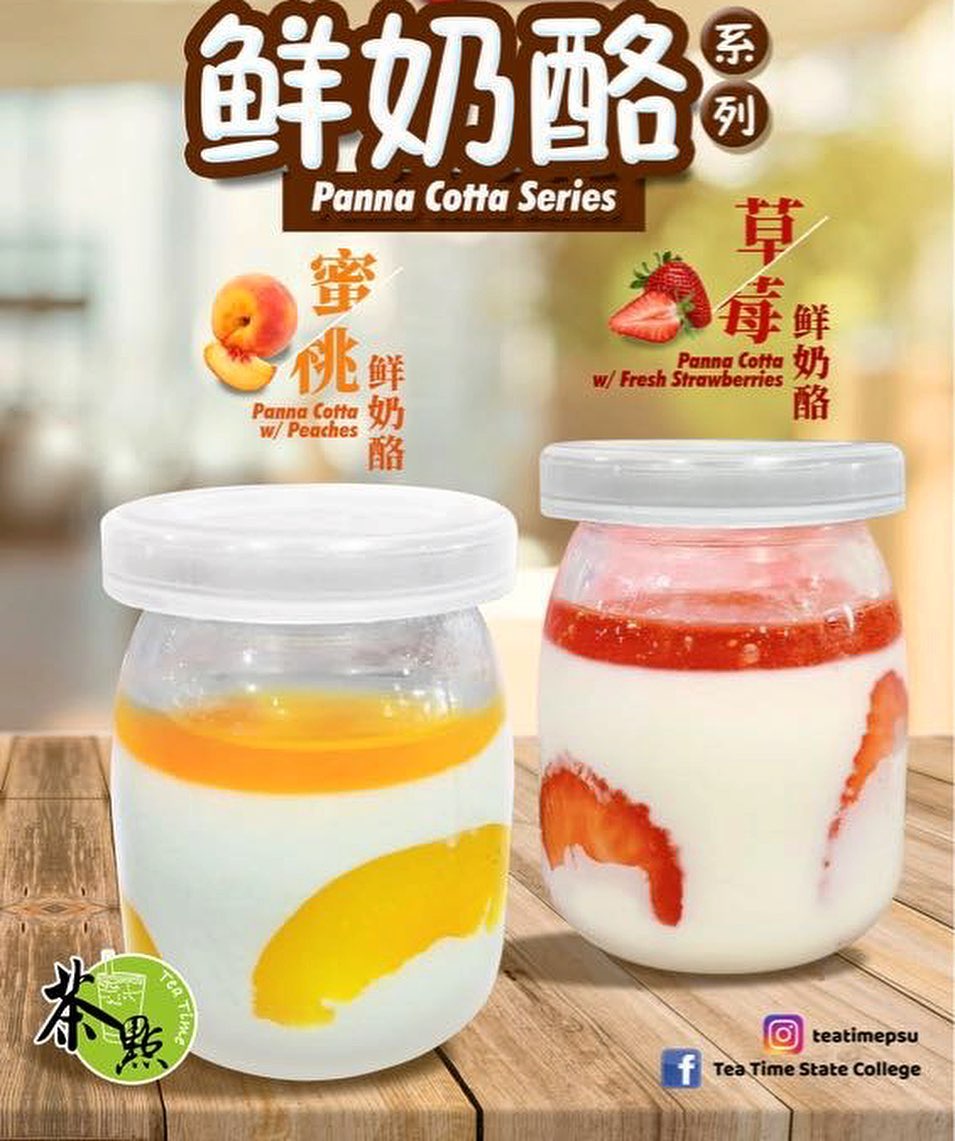 鲜奶酪
系列
Panna Cotta Series
蜜桃
鲜奶酪
Panna Cotta
w/ Peaches
草莓
鲜奶酪
Panna Cotta
w/ Fresh Strawberries
茶點
TEA TIME
teatimepsu
Tea Time State College